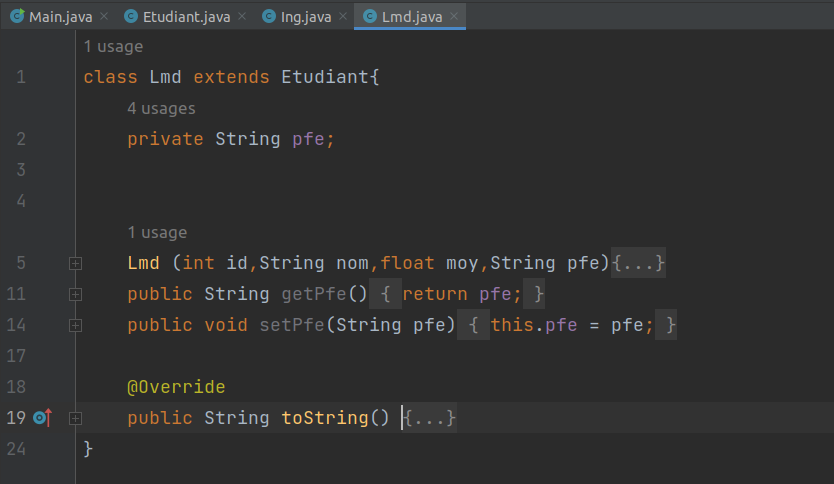 Main.java Etudiant.java Ing.java Lmd.java
1 usage
1 class Lmd extends Etudiant{
4 usages
2 private String pfe;
3
4
1 usage
5 Lmd (int id,String nom,float moy,String pfe){...}
11 public String getPfe() { return pfe; }
14 public void setPfe(String pfe) { this.pfe = pfe; }
17
18 @Override
19 public String toString() {...}
24 }